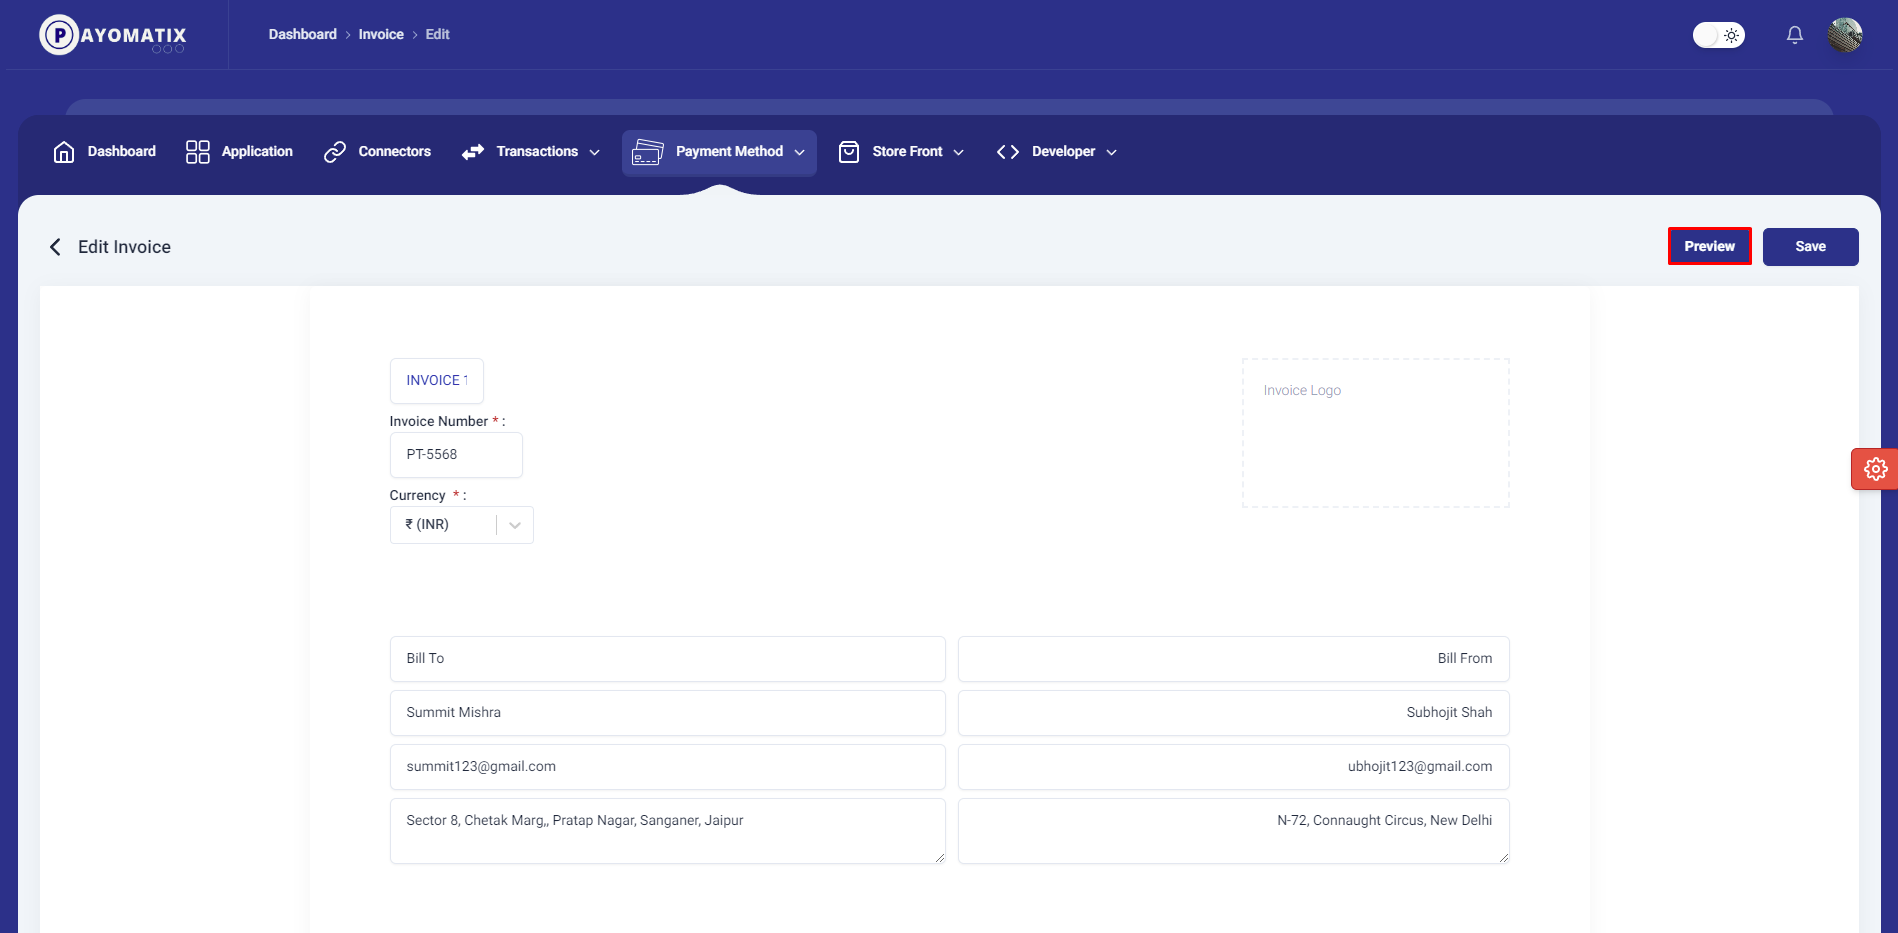 PAYOMATIX
Dashboard > Invoice > Edit
Dashboard Application Connectors Transactions Payment Method Store Front Developer
Edit Invoice
Preview Save
INVOICE 1
Invoice Logo
Invoice Number * :
PT-5568
Currency * :
₹ (INR)
Bill To
Bill From
Summit Mishra
Subhojit Shah
summit123@gmail.com
ubhojit123@gmail.com
Sector 8, Chetak Marg,, Pratap Nagar, Sanganer, Jaipur
N-72, Connaught Circus, New Delhi